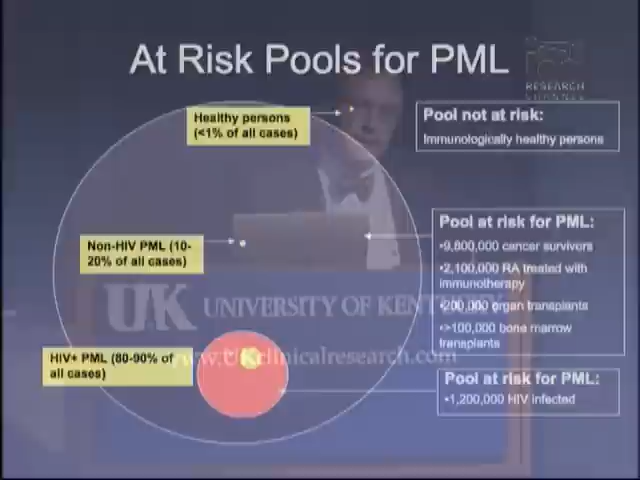 At Risk Pools for PML
RESEARCH
CHANNEL
Healthy persons
(<1% of all cases)
Pool not at risk:
Immunologically healthy persons
Non-HIV PML (10-
20% of all cases)
Pool at risk for PML:
•9,800,000 cancer survivors
•2,100,000 RA treated with
immunotherapy
•200,000 organ transplants
•>100,000 bone marrow
transplants
UK UNIVERSITY OF KENTUCKY
www.UKclinicalresearch.com
HIV+ PML (80-90% of
all cases)
Pool at risk for PML:
•1,200,000 HIV infected